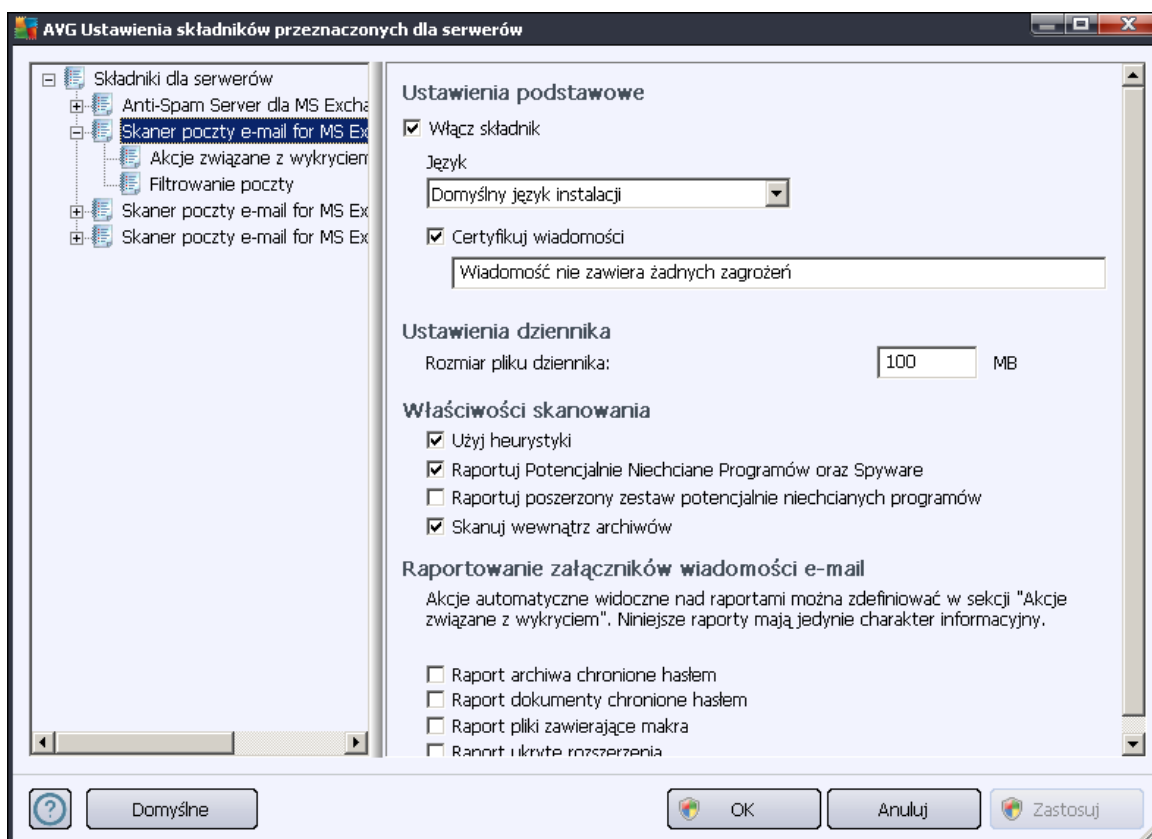 AVG Ustawienia składników przeznaczonych dla serwerów
Składniki dla serwerów
Anti-Spam Server dla MS Excha
Skaner poczty e-mail for MS Ex
Akcje związane z wykryciem
Filtrowanie poczty
Skaner poczty e-mail for MS Ex
Skaner poczty e-mail for MS Ex
Ustawienia podstawowe
Włącz składnik
Język
Domyślny język instalacji
Certyfikuj wiadomości
Wiadomość nie zawiera żadnych zagrożeń
Ustawienia dziennika
Rozmiar pliku dziennika: 100 MB
Właściwości skanowania
Użyj heurystyki
Raportuj Potencjalnie Niechciane Programów oraz Spyware
Raportuj poszerzony zestaw potencjalnie niechcianych programów
Skanuj wewnątrz archiwów
Raportowanie załączników wiadomości e-mail
Akcje automatyczne widoczne nad raportami można zdefiniować w sekcji "Akcje
związane z wykryciem". Niniejsze raporty mają jedynie charakter informacyjny.
Raport archiwa chronione hasłem
Raport dokumenty chronione hasłem
Raport pliki zawierające makra
Raport ukryte rozszerzenia
? Domyślne OK Anuluj Zastosuj